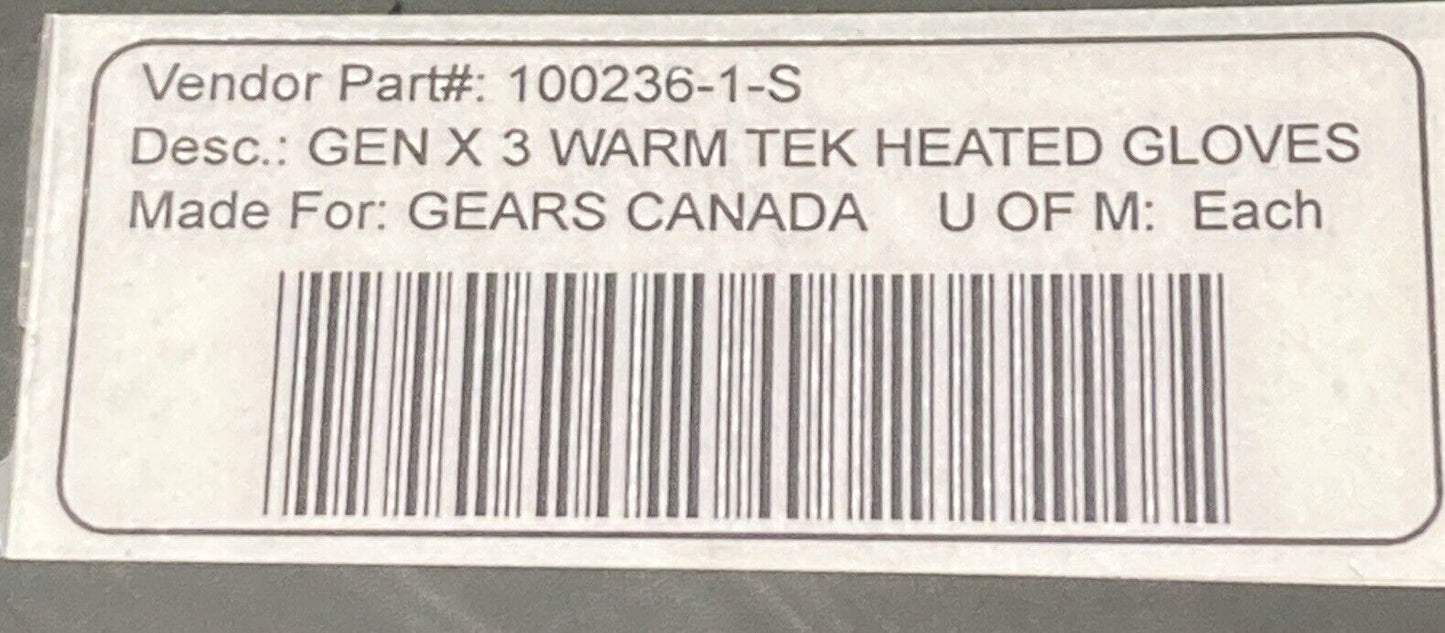 Vendor Part#: 100236-1-S
Desc.: GEN X 3 WARM TEK HEATED GLOVES
Made For: GEARS CANADA U OF M: Each